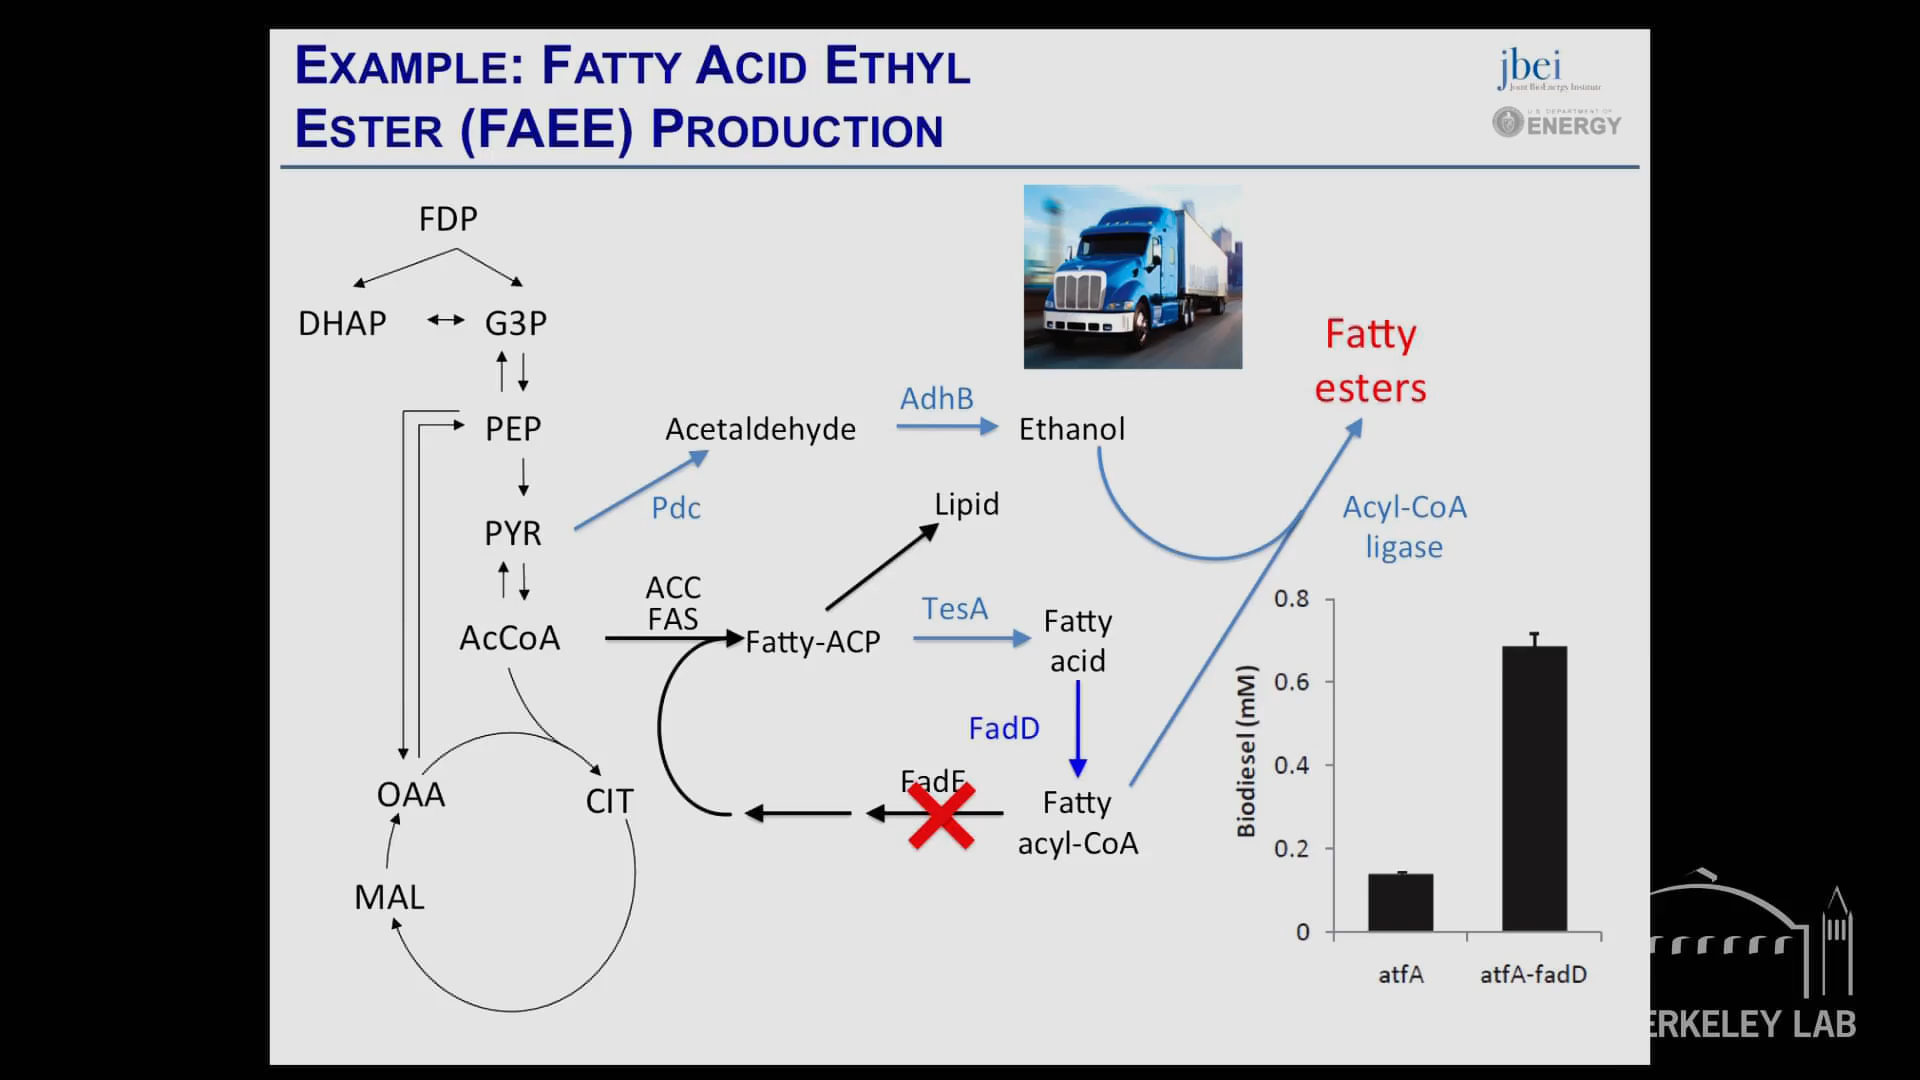 EXAMPLE: FATTY ACID ETHYL
ESTER (FAEE) PRODUCTION
jbei
Joint BioEnergy Institute
U.S. DEPARTMENT OF
ENERGY
FDP
DHAP
G3P
PEP
PYR
AcCoA
OAA
CIT
MAL
Acetaldehyde
AdhB
Ethanol
Pdc
Lipid
ACC
FAS
Fatty-ACP
TesA
Fatty
acid
FadD
FadE
Fatty
acyl-CoA
Fatty
esters
Acyl-CoA
ligase
Biodiesel (mM)
0.8
0.6
0.4
0.2
0
atfA
atfA-fadD
ERKELEY LAB